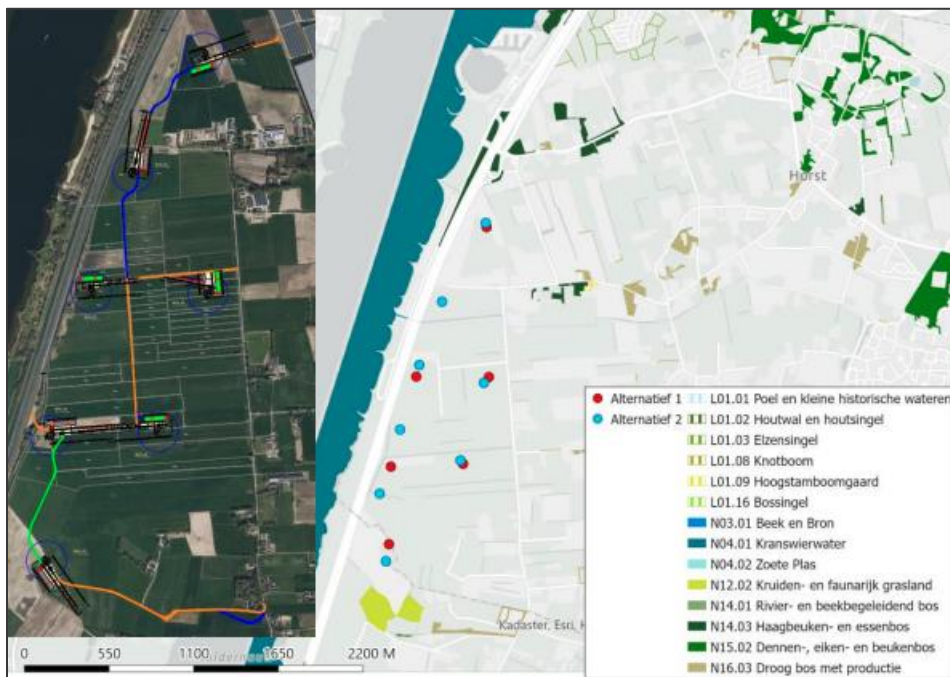 Horst
Alternatief 1
Alternatief 2
L01.01 Poel en kleine historische wateren
L01.02 Houtwal en houtsingel
L01.03 Elzensingel
L01.08 Knotboom
L01.09 Hoogstamboomgaard
L01.16 Bossingel
N03.01 Beek en Bron
N04.01 Kranswierwater
N04.02 Zoete Plas
N12.02 Kruiden- en faunarijk grasland
N14.01 Rivier- en beekbegeleidend bos
N14.03 Haagbeuken- en essenbos
N15.02 Dennen-, eiken- en beukenbos
N16.03 Droog bos met productie
Kadaster, Esri, H
0 550 1100 1650 2200 M